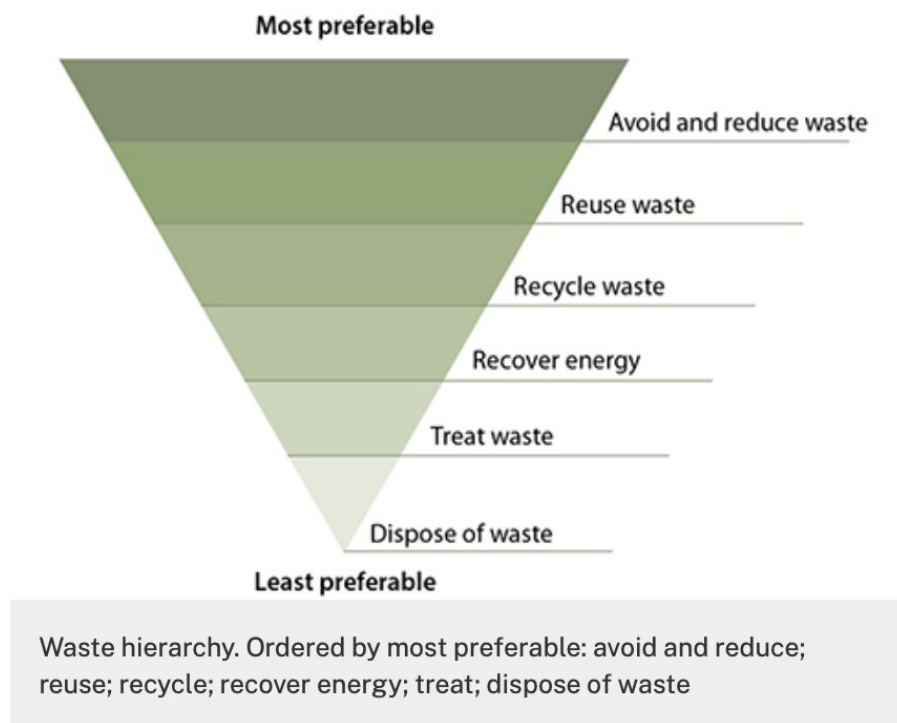 Most preferable
Avoid and reduce waste
Reuse waste
Recycle waste
Recover energy
Treat waste
Dispose of waste
Least preferable
Waste hierarchy. Ordered by most preferable: avoid and reduce;
reuse; recycle; recover energy; treat; dispose of waste